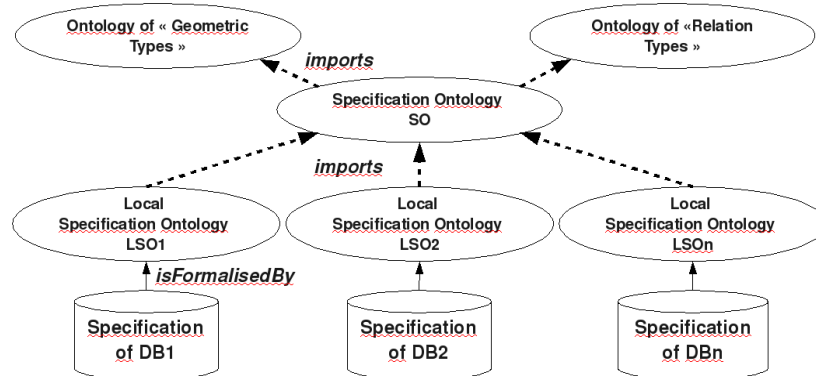 Ontology of « Geometric
Types »
Ontology of «Relation
Types »
imports
Specification Ontology
SO
imports
Local
Specification Ontology
LSO1
Local
Specification Ontology
LSO2
Local
Specification Ontology
LSOn
isFormalisedBy
Specification
of DB1
Specification
of DB2
Specification
of DBn